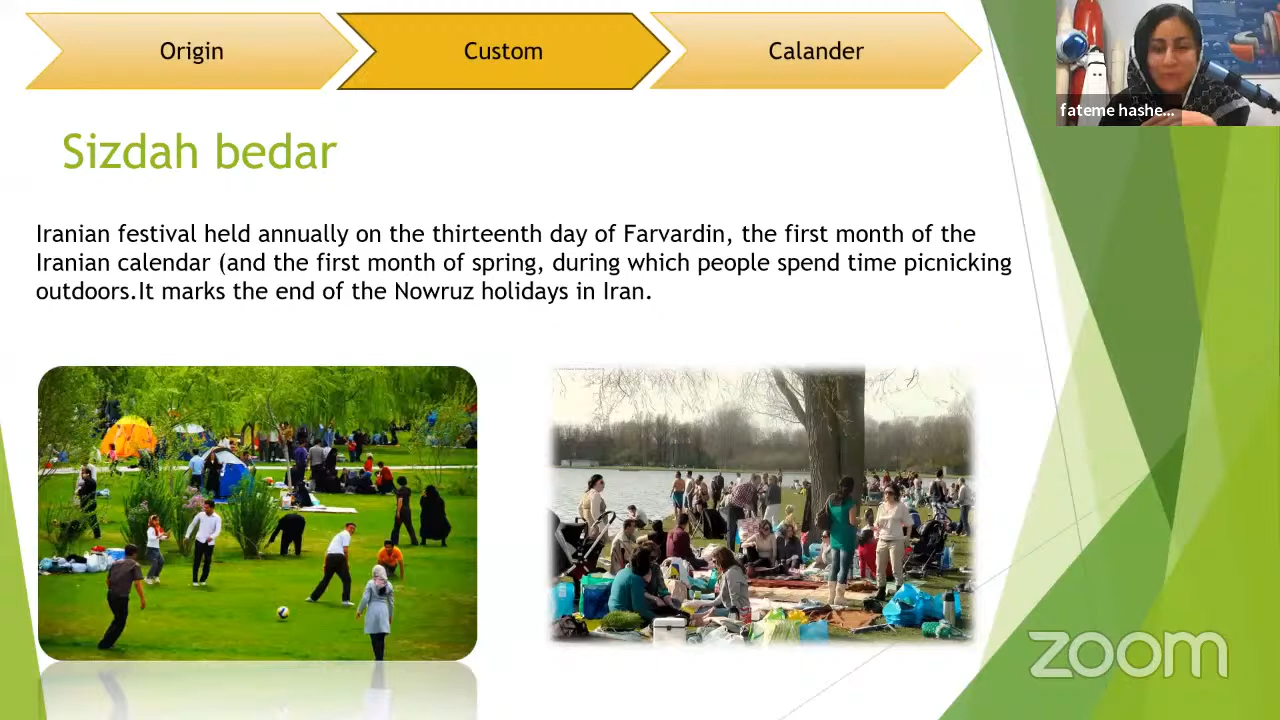 Origin
Custom
Calander
fateme hashe...
Sizdah bedar
Iranian festival held annually on the thirteenth day of Farvardin, the first month of the
Iranian calendar (and the first month of spring, during which people spend time picnicking
outdoors.It marks the end of the Nowruz holidays in Iran.
zoom